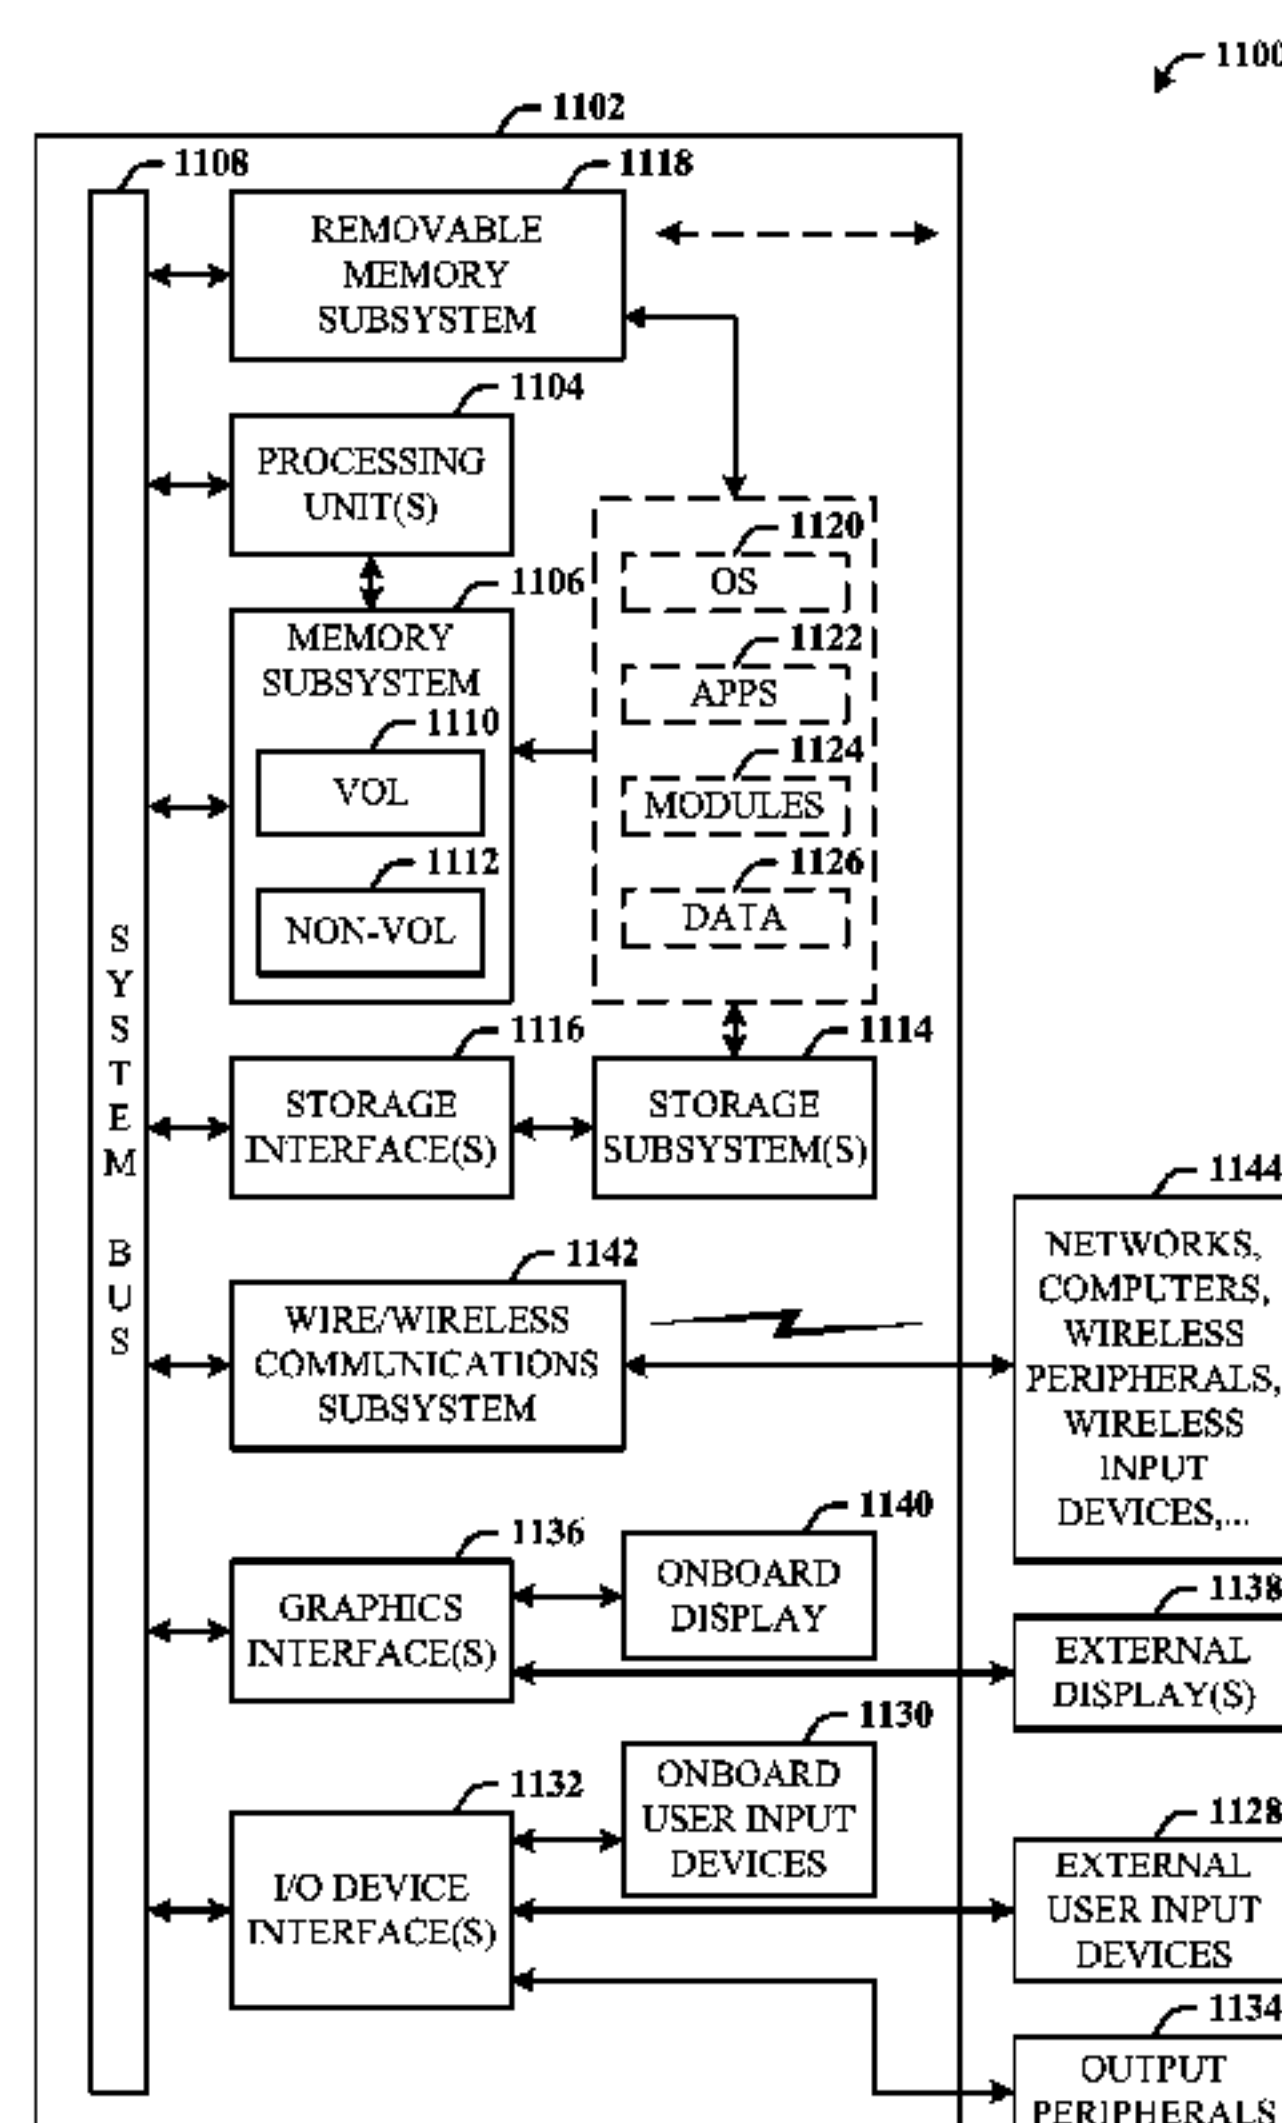 1100
1102
1108
1118
REMOVABLE
MEMORY
SUBSYSTEM
1104
PROCESSING
UNIT(S)
1106
MEMORY
SUBSYSTEM
1110
VOL
1112
NON-VOL
1120
OS
1122
APPS
1124
MODULES
1126
DATA
SYSTEM BUS
1116
STORAGE
INTERFACE(S)
1114
STORAGE
SUBSYSTEM(S)
1142
WIRE/WIRELESS
COMMUNICATIONS
SUBSYSTEM
1144
NETWORKS,
COMPUTERS,
WIRELESS
PERIPHERALS,
WIRELESS
INPUT
DEVICES,...
1136
GRAPHICS
INTERFACE(S)
1140
ONBOARD
DISPLAY
1138
EXTERNAL
DISPLAY(S)
1132
I/O DEVICE
INTERFACE(S)
1130
ONBOARD
USER INPUT
DEVICES
1128
EXTERNAL
USER INPUT
DEVICES
1134
OUTPUT
PERIPHERALS